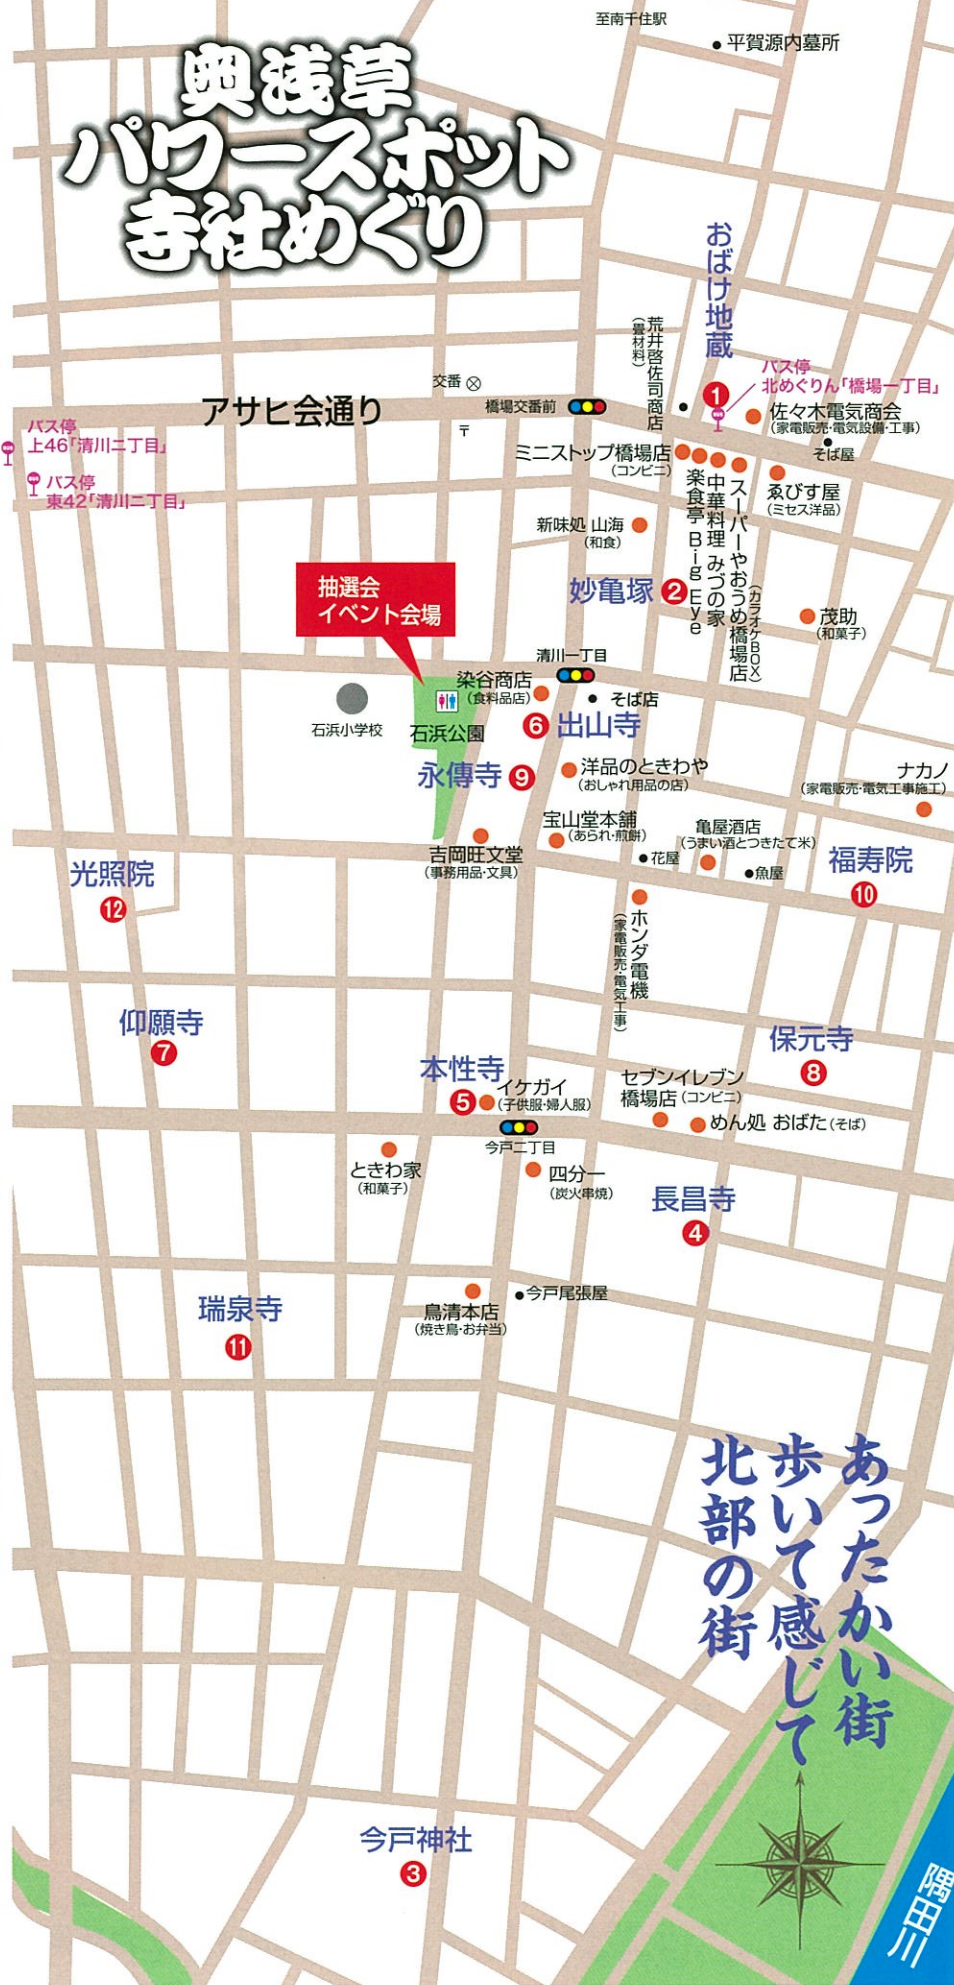 奥浅草
パワースポット
寺社めぐり
至南千住駅
平賀源内墓所
おばけ地蔵
1
荒井啓佐司商店
(畳材料)
バス停
北めぐりん「橋場一丁目」
交番
アサヒ会通り
橋場交番前
〒
佐々木電気商会
(家電販売・電気設備・工事)
そば屋
バス停
上46「清川二丁目」
バス停
東42「清川二丁目」
ミニストップ橋場店
(コンビニ)
ゑびす屋
(ミセス洋品)
スーパーやおうめ橋場店
(カラオケBOX)
中華料理 みづの家
楽食亭 Big Eye
新味処 山海
(和食)
妙亀塚
2
茂助
(和菓子)
抽選会
イベント会場
清川一丁目
染谷商店
(食料品店)
そば店
石浜小学校
石浜公園
6
出山寺
永傳寺
9
洋品のときわや
(おしゃれ用品の店)
ナカノ
(家電販売・電気工事施工)
宝山堂本舗
(あられ・煎餅)
亀屋酒店
(うまい酒とつきたて米)
吉岡旺文堂
(事務用品・文具)
花屋
魚屋
福寿院
10
光照院
12
ホンダ電機
(家電販売・電気工事)
仰願寺
7
保元寺
8
本性寺
5
イケガイ
(子供服・婦人服)
セブンイレブン
橋場店(コンビニ)
めん処 おばた(そば)
今戸二丁目
ときわ家
(和菓子)
四分一
(炭火串焼)
長昌寺
4
今戸尾張屋
鳥清本店
(焼き鳥・お弁当)
瑞泉寺
11
あったかい街
歩いて感じて
北部の街
今戸神社
3
隅田川